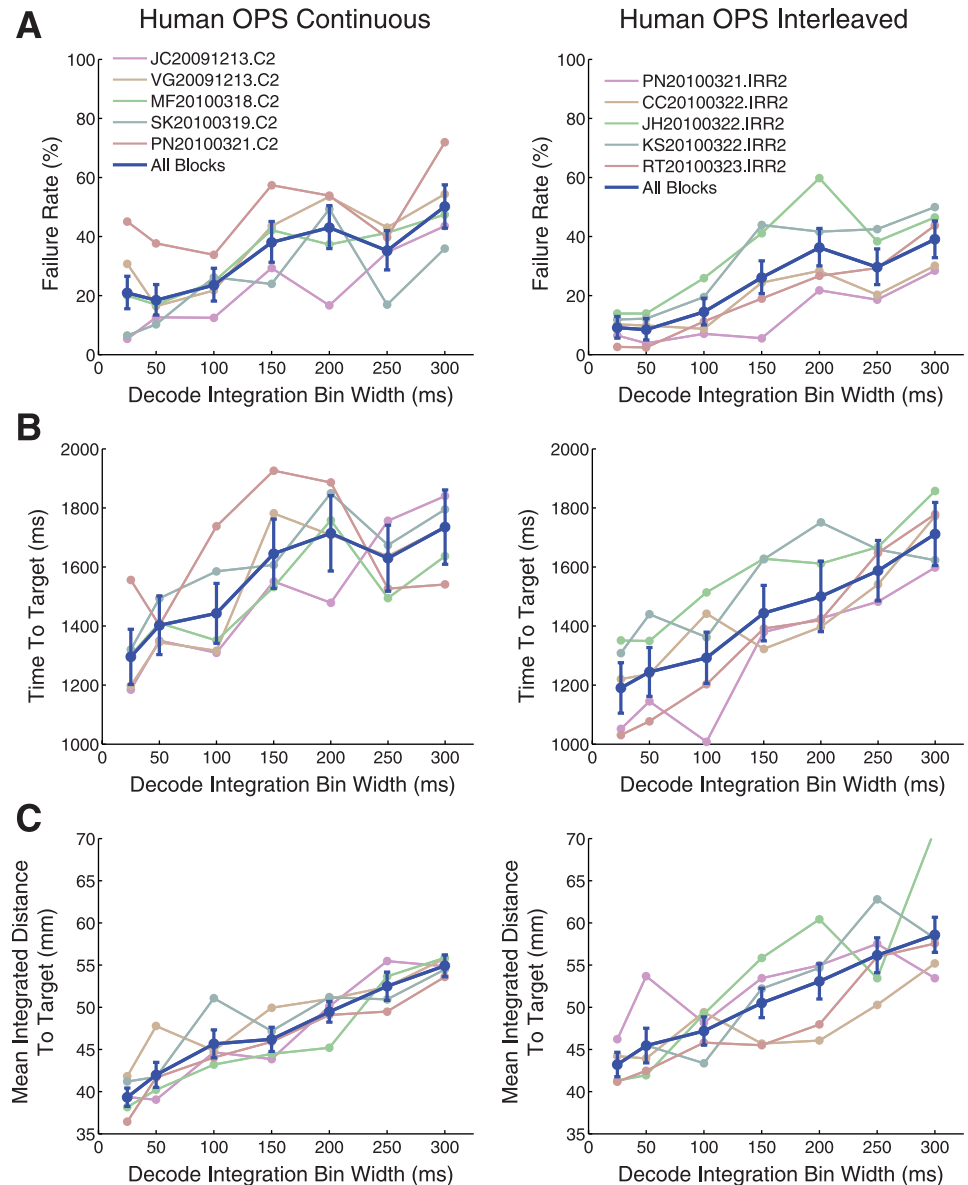 Human OPS Continuous
Human OPS Interleaved
A
JC20091213.C2
VG20091213.C2
MF20100318.C2
SK20100319.C2
PN20100321.C2
All Blocks
100
80
60
40
20
0
Failure Rate (%)
0 50 100 150 200 250 300
Decode Integration Bin Width (ms)
PN20100321.IRR2
CC20100322.IRR2
JH20100322.IRR2
KS20100322.IRR2
RT20100323.IRR2
All Blocks
100
80
60
40
20
0
Failure Rate (%)
0 50 100 150 200 250 300
Decode Integration Bin Width (ms)
B
2000
1800
1600
1400
1200
1000
Time To Target (ms)
0 50 100 150 200 250 300
Decode Integration Bin Width (ms)
2000
1800
1600
1400
1200
1000
Time To Target (ms)
0 50 100 150 200 250 300
Decode Integration Bin Width (ms)
C
70
65
60
55
50
45
40
35
Mean Integrated Distance
To Target (mm)
0 50 100 150 200 250 300
Decode Integration Bin Width (ms)
70
65
60
55
50
45
40
35
Mean Integrated Distance
To Target (mm)
0 50 100 150 200 250 300
Decode Integration Bin Width (ms)